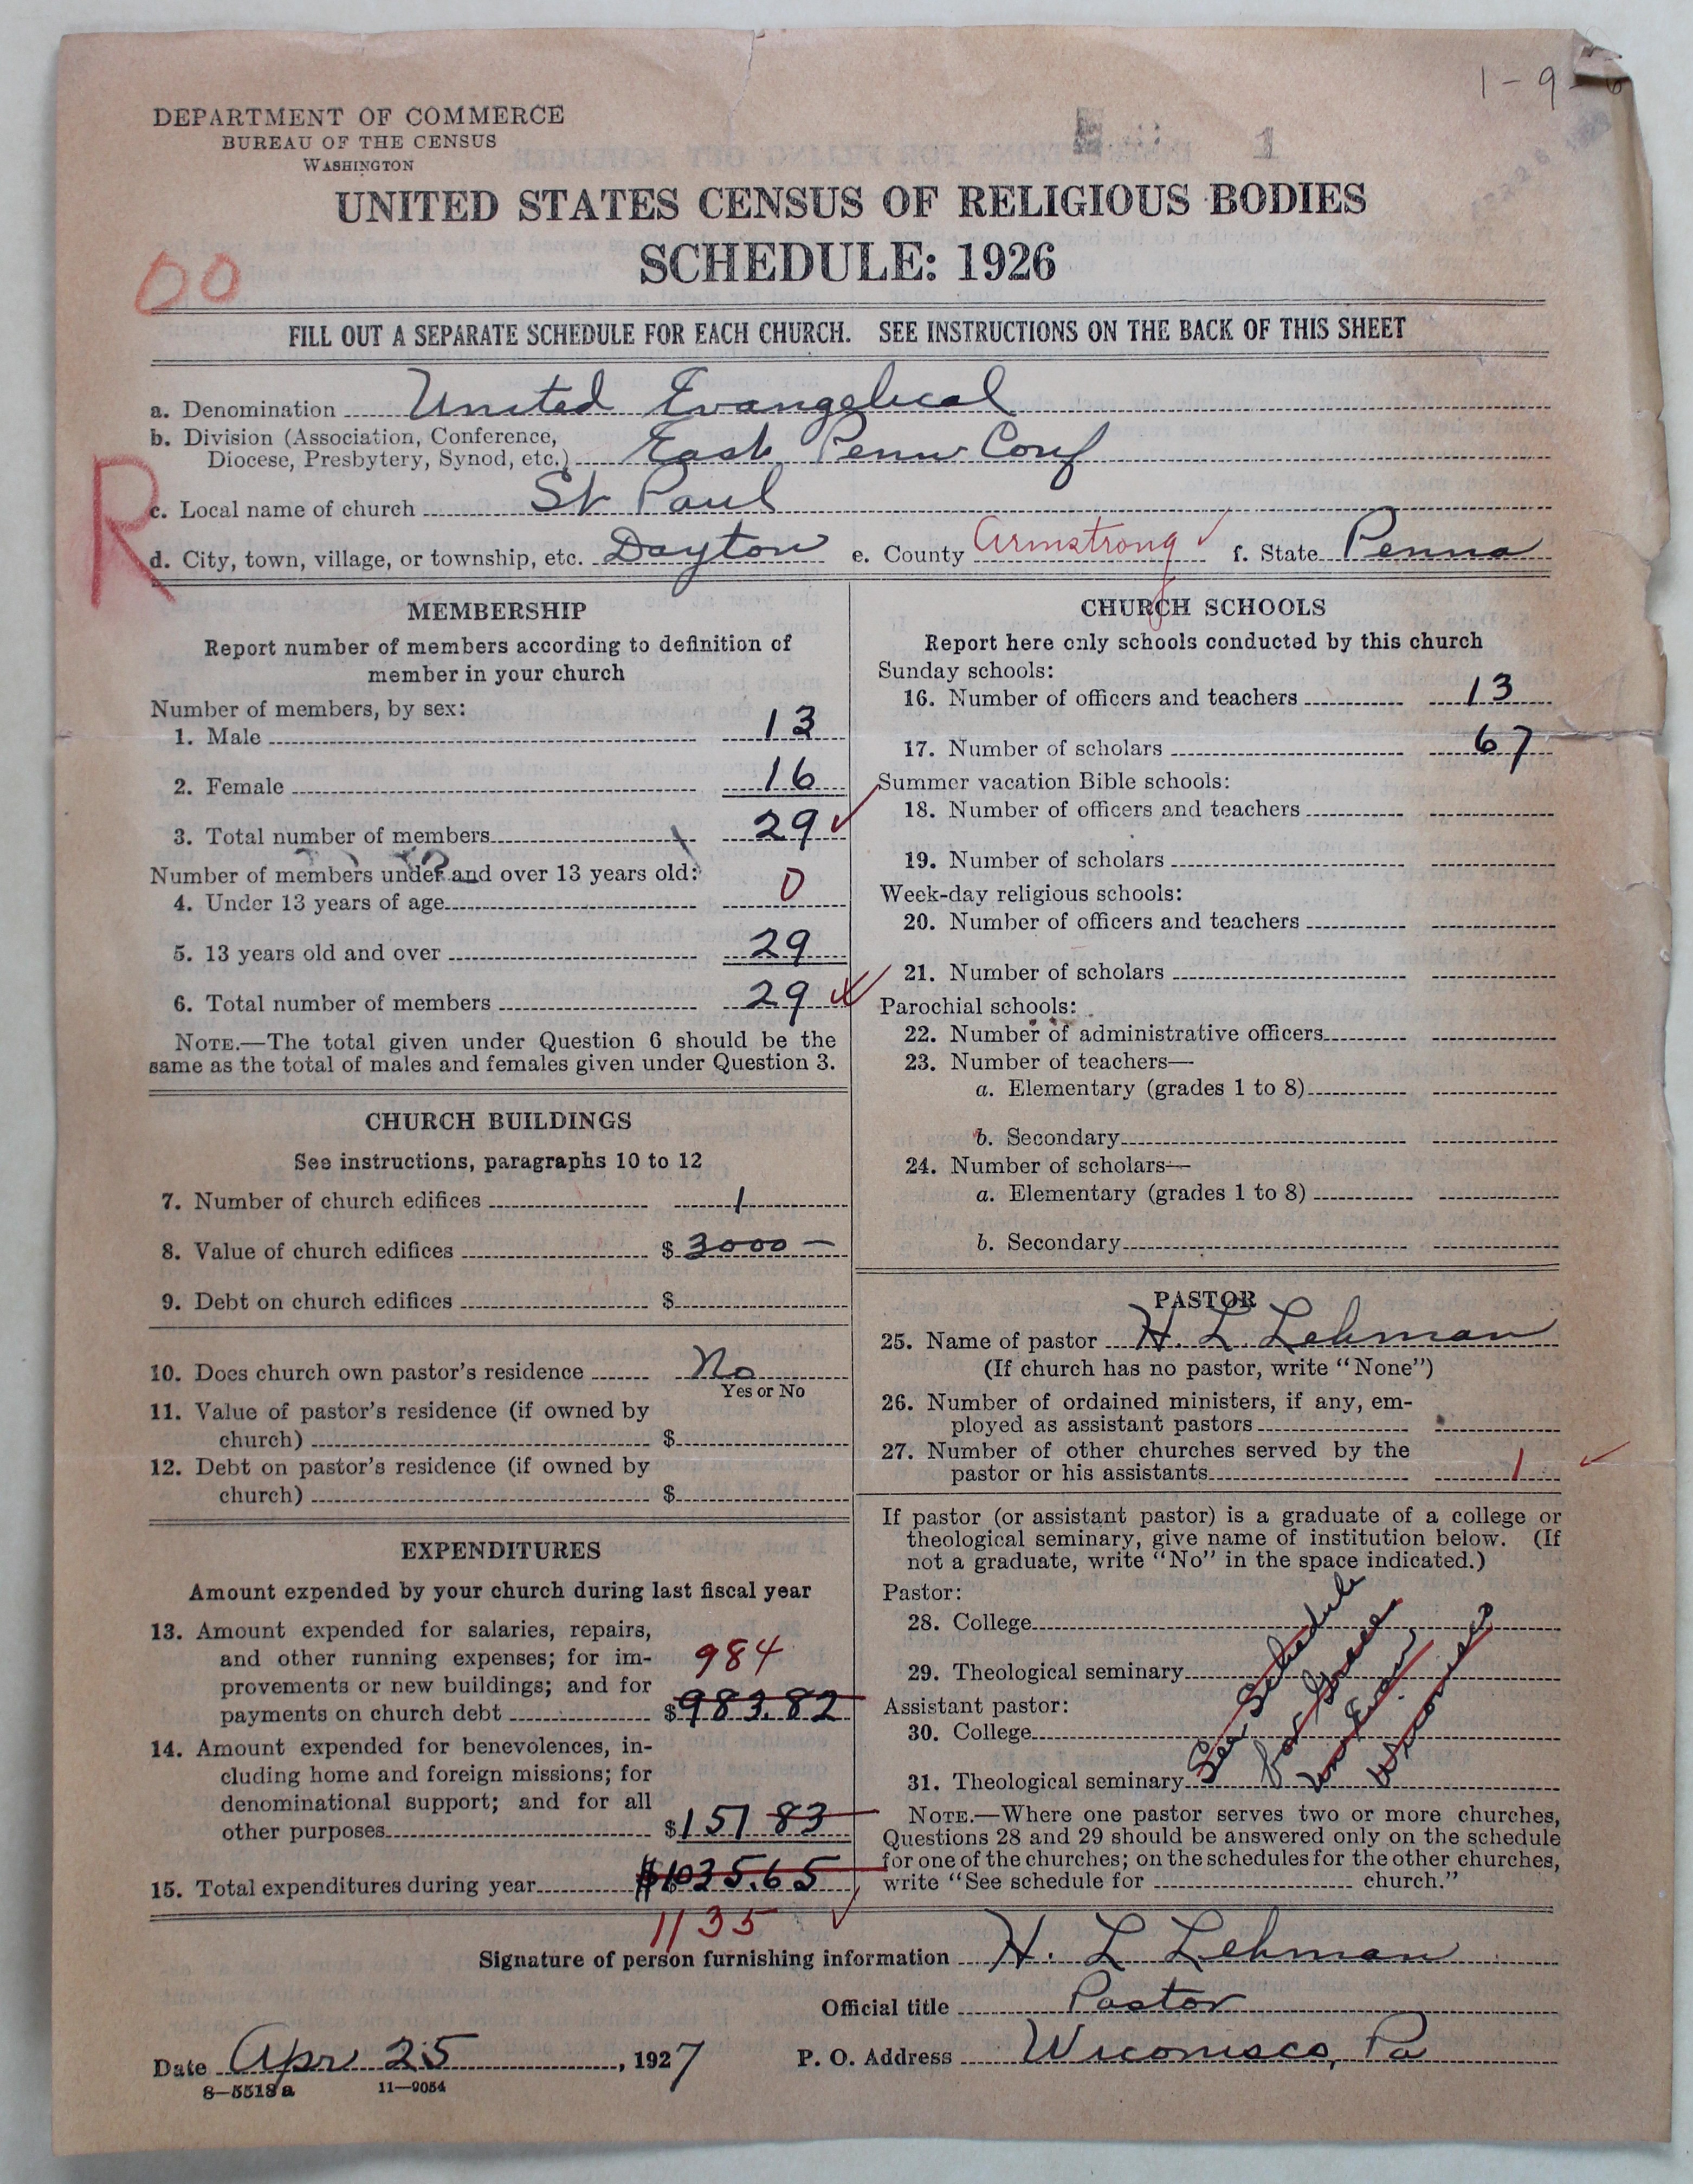 1-9-
DEPARTMENT OF COMMERCE
BUREAU OF THE CENSUS
WASHINGTON
1
UNITED STATES CENSUS OF RELIGIOUS BODIES
SCHEDULE: 1926
00
FILL OUT A SEPARATE SCHEDULE FOR EACH CHURCH. SEE INSTRUCTIONS ON THE BACK OF THIS SHEET
R
a. Denomination United Evangelical
b. Division (Association, Conference,
Diocese, Presbytery, Synod, etc.) East Penn Conf
c. Local name of church St Paul
d. City, town, village, or township, etc. Dayton e. County Armstrong ✓ f. State Penna
MEMBERSHIP
Report number of members according to definition of
member in your church
Number of members, by sex:
1. Male 13
2. Female 16
3. Total number of members 29 ✓
Number of members under and over 13 years old:
4. Under 13 years of age 0
5. 13 years old and over 29
6. Total number of members 29 ✓
NOTE.—The total given under Question 6 should be the
same as the total of males and females given under Question 3.
CHURCH BUILDINGS
See instructions, paragraphs 10 to 12
7. Number of church edifices 1
8. Value of church edifices $ 3000 —
9. Debt on church edifices $
10. Does church own pastor's residence No
Yes or No
11. Value of pastor's residence (if owned by
church) $
12. Debt on pastor's residence (if owned by
church) $
EXPENDITURES
Amount expended by your church during last fiscal year
13. Amount expended for salaries, repairs,
and other running expenses; for im-
provements or new buildings; and for
984
payments on church debt $ 983.82
14. Amount expended for benevolences, in-
cluding home and foreign missions; for
denominational support; and for all
other purposes $ 151 83
15. Total expenditures during year $1035.65
1135 ✓
CHURCH SCHOOLS
Report here only schools conducted by this church
Sunday schools:
16. Number of officers and teachers 13
17. Number of scholars 67
Summer vacation Bible schools:
18. Number of officers and teachers
19. Number of scholars
Week-day religious schools:
20. Number of officers and teachers
21. Number of scholars
Parochial schools:
22. Number of administrative officers
23. Number of teachers—
a. Elementary (grades 1 to 8)
b. Secondary
24. Number of scholars—
a. Elementary (grades 1 to 8)
b. Secondary
PASTOR
25. Name of pastor H. L. Lehman
(If church has no pastor, write "None")
26. Number of ordained ministers, if any, em-
ployed as assistant pastors
27. Number of other churches served by the
pastor or his assistants 1 ✓
If pastor (or assistant pastor) is a graduate of a college or
theological seminary, give name of institution below. (If
not a graduate, write "No" in the space indicated.)
Pastor:
28. College
29. Theological seminary
Assistant pastor:
30. College
31. Theological seminary
See Schedule
for Grace
Wiconisco
NOTE.—Where one pastor serves two or more churches,
Questions 28 and 29 should be answered only on the schedule
for one of the churches; on the schedules for the other churches,
write "See schedule for church."
Signature of person furnishing information H. L Lehman
Official title Pastor
Date Apr 25, 1927 P. O. Address Wiconisco, Pa
8—5518a 11—9054